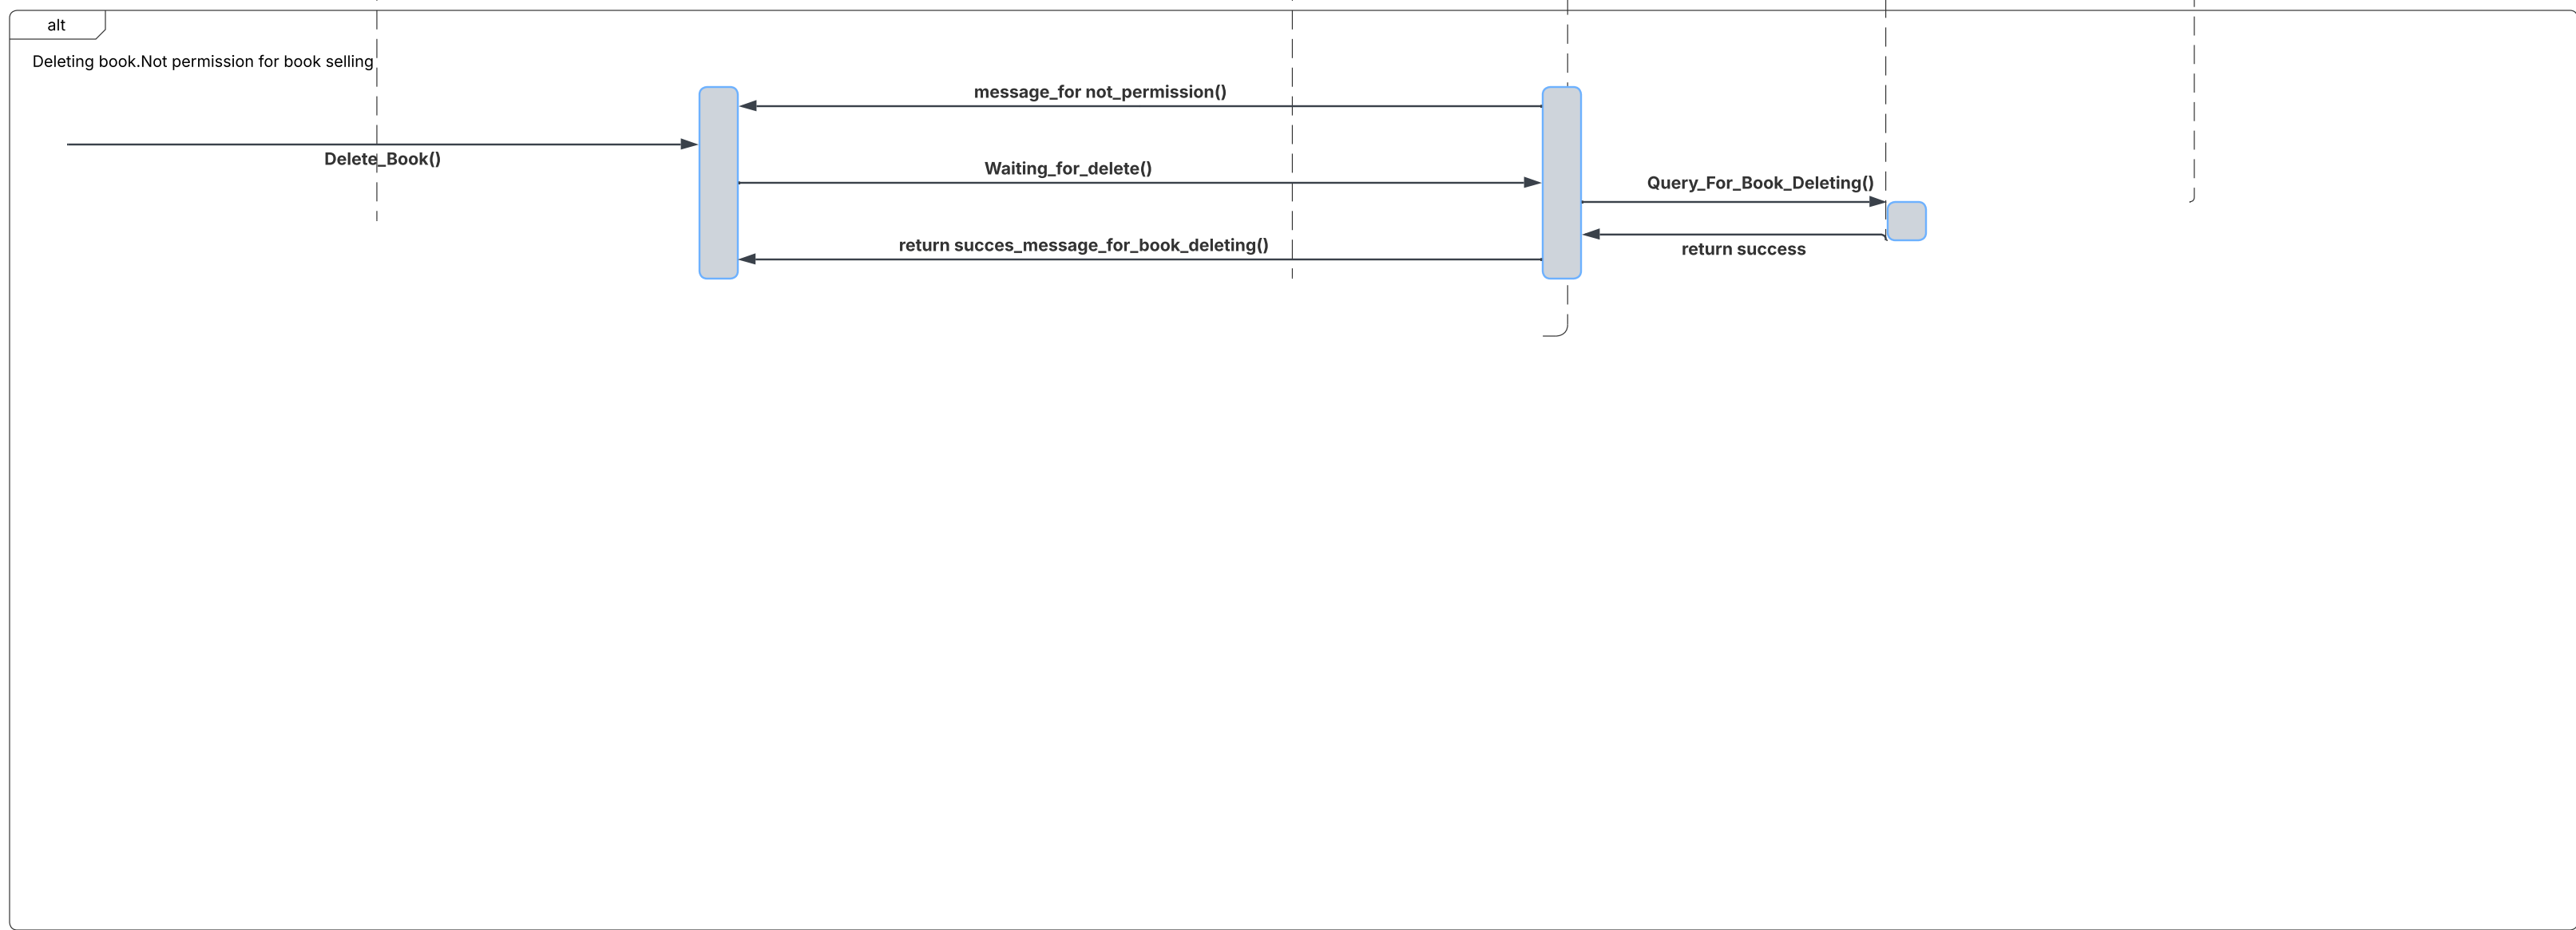 alt
Deleting book.Not permission for book selling
message_for not_permission()
Delete_Book()
Waiting_for_delete()
Query_For_Book_Deleting()
return succes_message_for_book_deleting()
return success